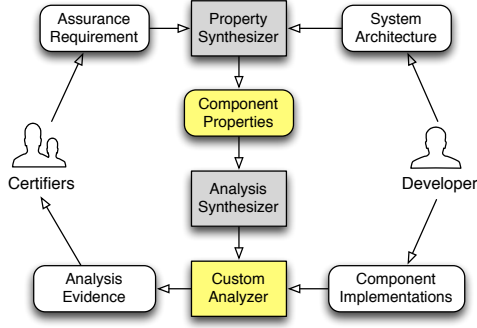 Assurance
Requirement
Property
Synthesizer
System
Architecture
Component
Properties
Certifiers
Developer
Analysis
Synthesizer
Analysis
Evidence
Custom
Analyzer
Component
Implementations